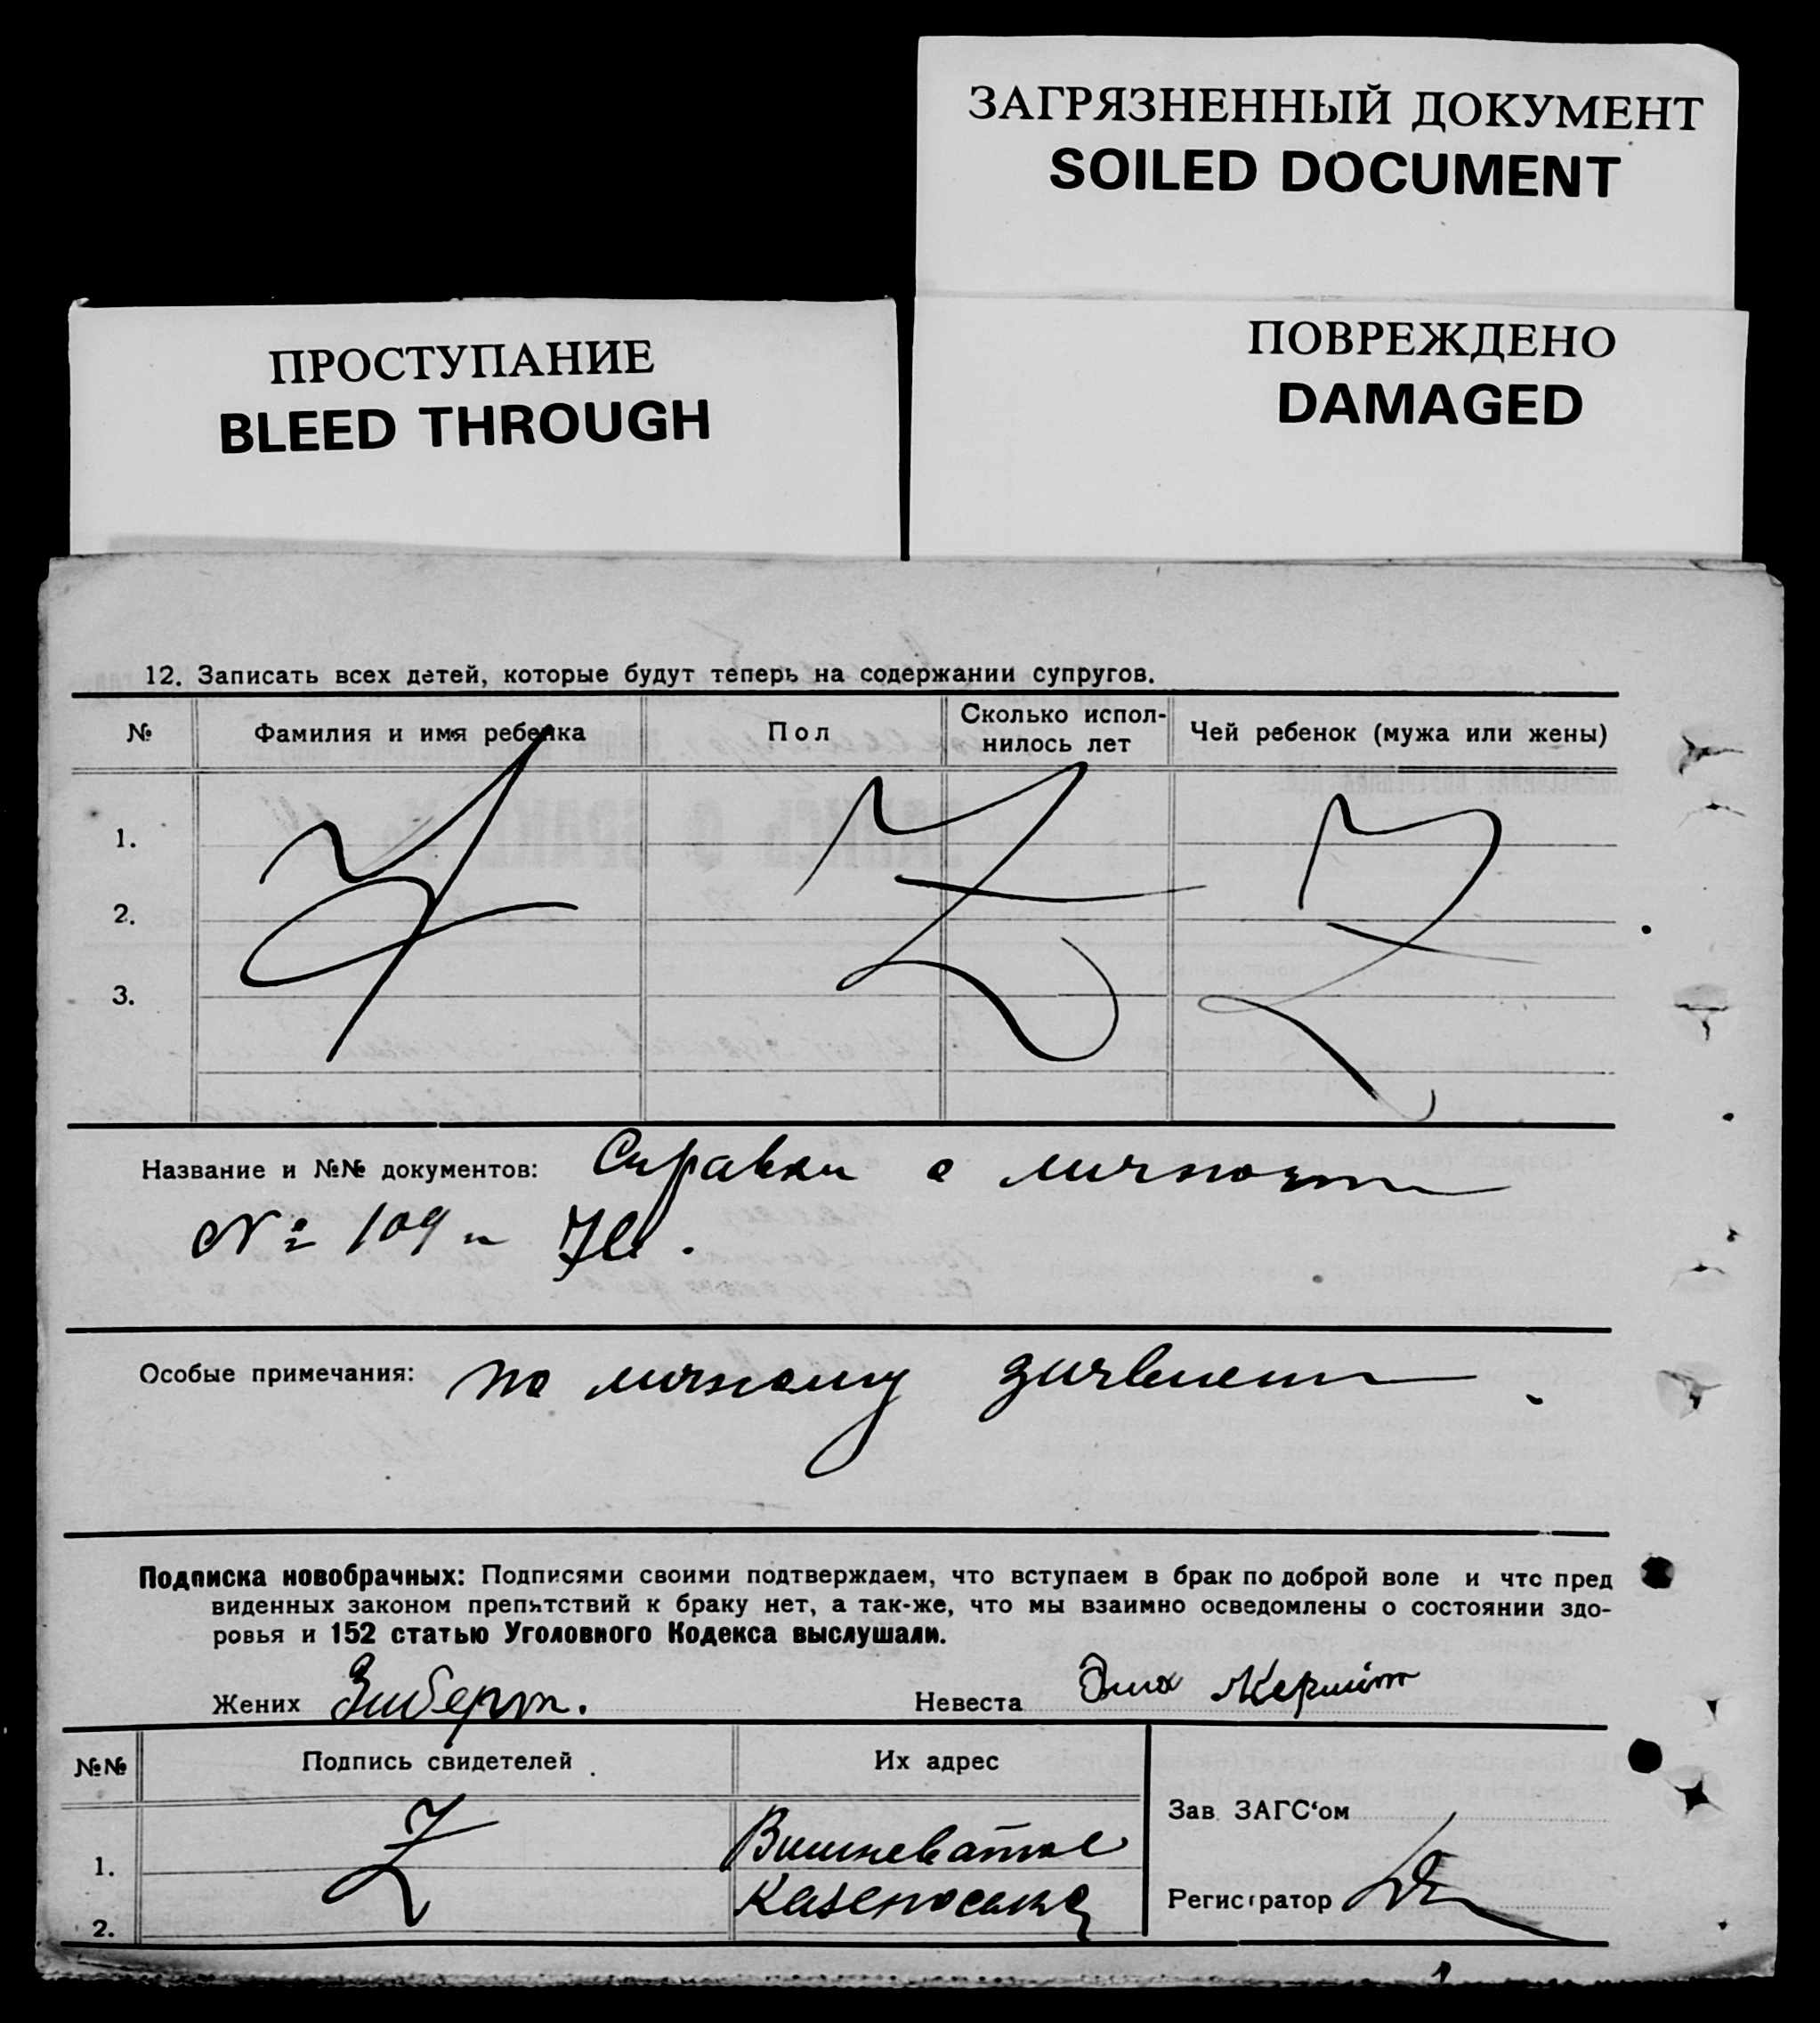 ЗАГРЯЗНЕННЫЙ ДОКУМЕНТ
SOILED DOCUMENT
ПРОСТУПАНИЕ
BLEED THROUGH
ПОВРЕЖДЕНО
DAMAGED
12. Записать всех детей, которые будут теперь на содержании супругов.
№ Фамилия и имя ребенка Пол Сколько испол-
нилось лет Чей ребенок (мужа или жены)
1.
2.
3.
Название и №№ документов: Справки о личности
№ 109 и
Особые примечания: по личному заявлению.
Подписка новобрачных: Подписями своими подтверждаем, что вступаем в брак по доброй воле и что пред
виденных законом препятствий к браку нет, а так-же, что мы взаимно осведомлены о состоянии здо-
ровья и 152 статью Уголовного Кодекса выслушали.
Жених Зиберт. Невеста
№№ Подпись свидетелей Их адрес
Зав. ЗАГС'ом
1.
Регистратор
2.